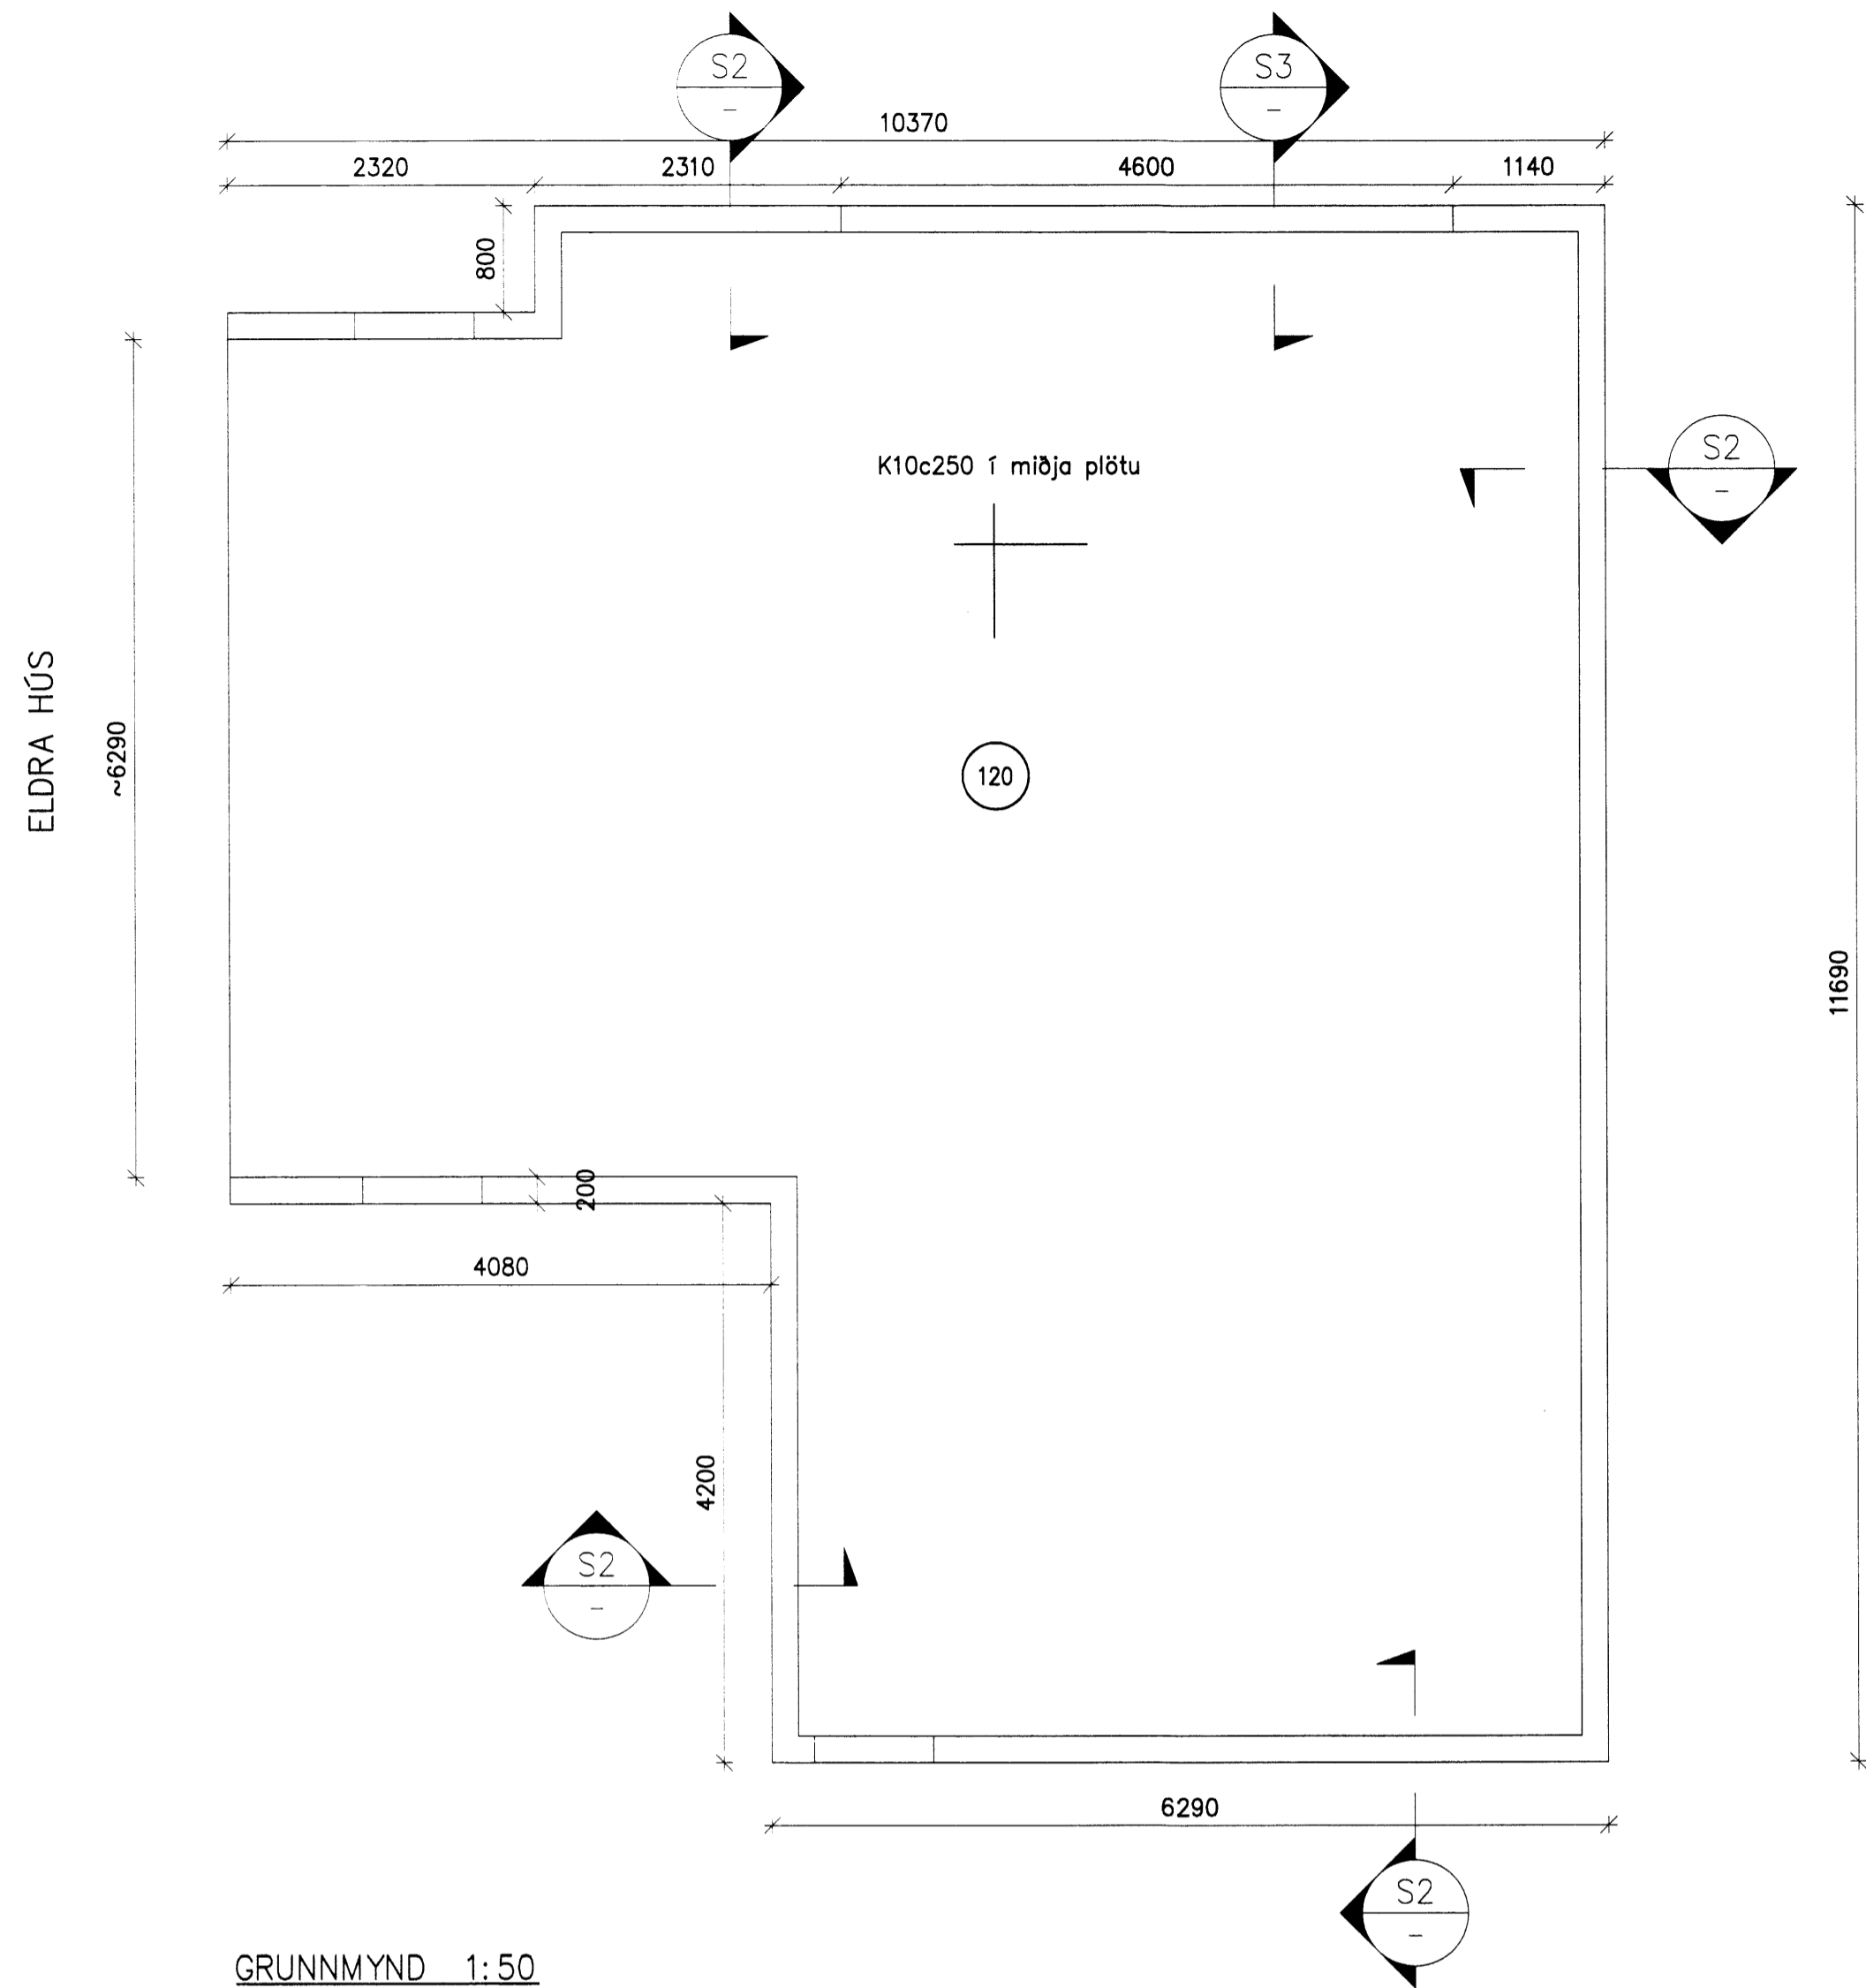 S2
-
S3
-
10370
2320
2310
4600
1140
800
S2
-
K10c250 í miðja plötu
ELDRA HÚS
~6290
120
11690
200
4080
4200
S2
-
6290
S2
-
GRUNNMYND 1:50